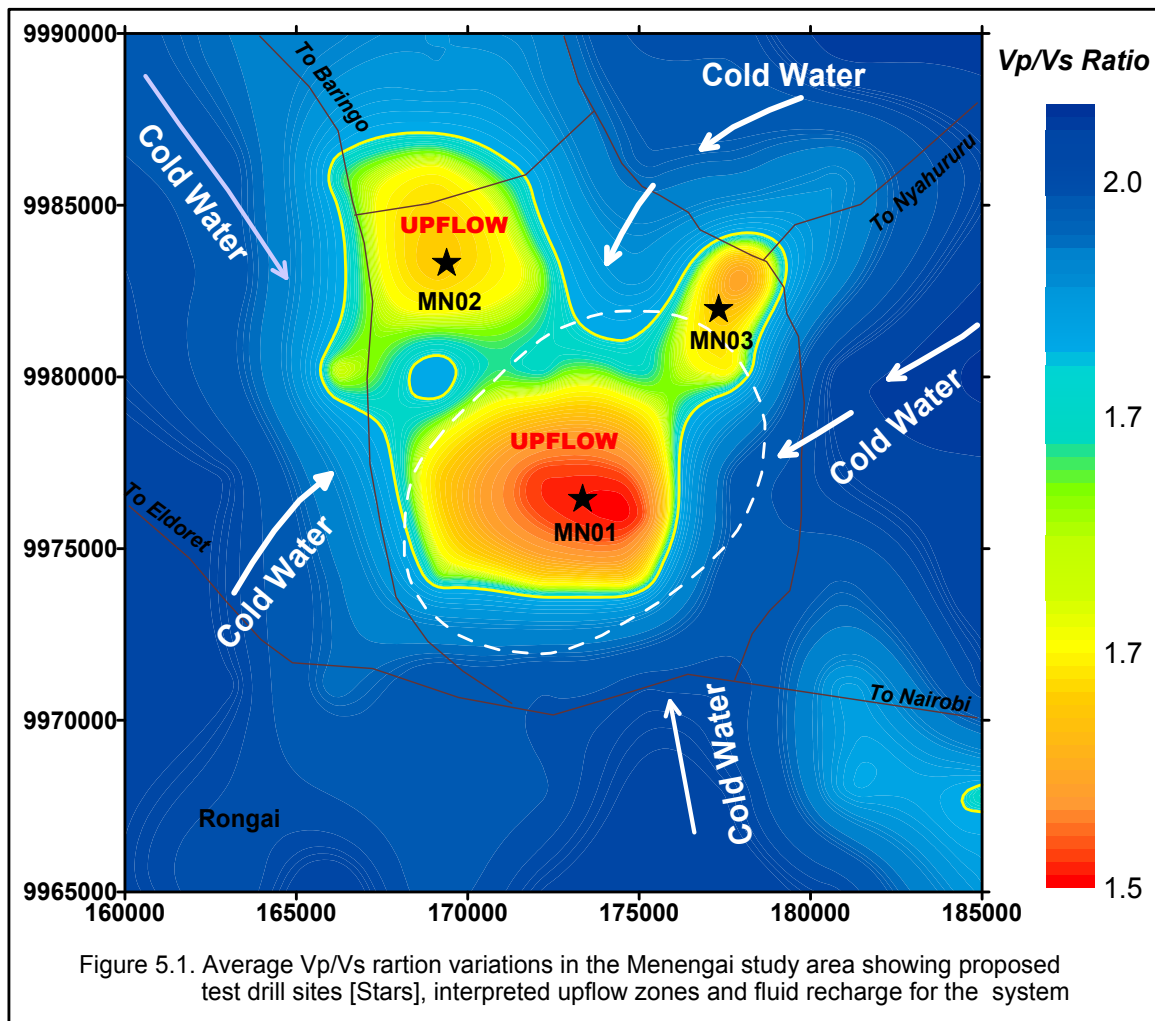 9990000
Vp/Vs Ratio
To Baringo
Cold Water
Cold Water
2.0
To Nyahururu
9985000
UPFLOW
MN02
MN03
9980000
Cold Water
1.7
UPFLOW
MN01
To Eldoret
9975000
Cold Water
1.7
Cold Water
To Nairobi
9970000
Rongai
9965000
1.5
160000 165000 170000 175000 180000 185000
Figure 5.1. Average Vp/Vs rartion variations in the Menengai study area showing proposed
test drill sites [Stars], interpreted upflow zones and fluid recharge for the system